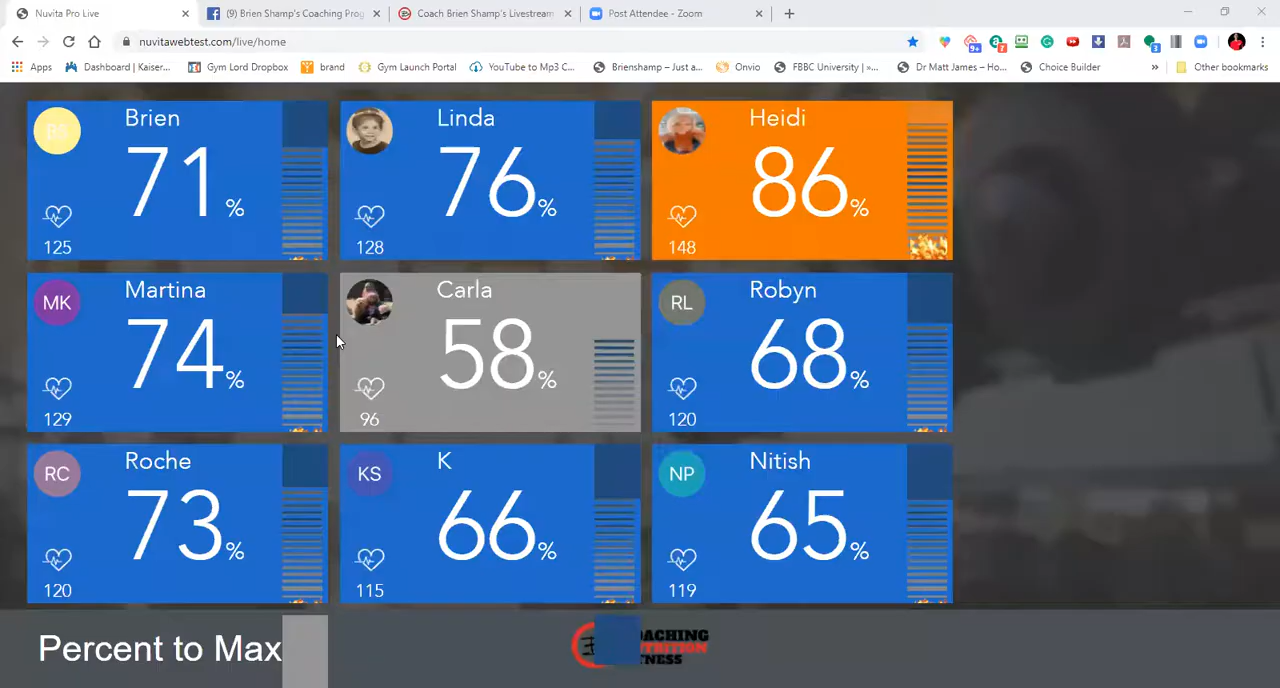 Nuvita Pro Live
(9) Brien Shamp's Coaching Prog
Coach Brien Shamp's Livestream
Post Attendee - Zoom
nuvitawebtest.com/live/home
Apps
Dashboard | Kaiser...
Gym Lord Dropbox
brand
Gym Launch Portal
YouTube to Mp3 C...
Brienshamp – Just a...
Onvio
FBBC University | »...
Dr Matt James – Ho...
Choice Builder
»
Other bookmarks
BS
Brien
71%
125
Linda
76%
128
Heidi
86%
148
MK
Martina
74%
129
Carla
58%
96
RL
Robyn
68%
120
RC
Roche
73%
120
KS
K
66%
115
NP
Nitish
65%
119
Percent to Max